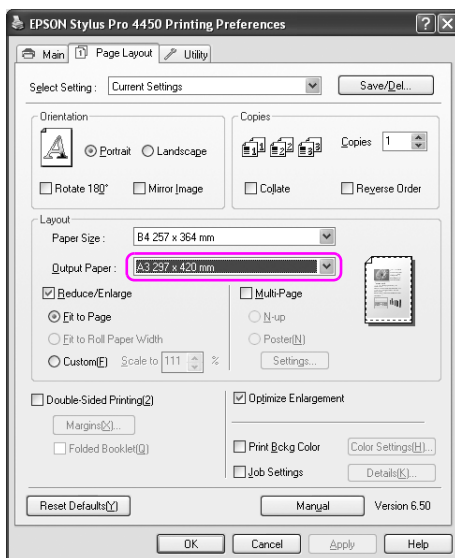 EPSON Stylus Pro 4450 Printing Preferences
Main Page Layout Utility
Select Setting : Current Settings Save/Del...
Orientation Copies
Portrait Landscape Copies 1
Rotate 180° Mirror Image Collate Reverse Order
Layout
Paper Size : B4 257 x 364 mm
Output Paper : A3 297 x 420 mm
Reduce/Enlarge Multi-Page
Fit to Page N-up
Fit to Roll Paper Width Poster(N)
Custom(F) Scale to 111 % Settings...
Double-Sided Printing(2) Optimize Enlargement
Margins(X)...
Folded Booklet(Q) Print Bckg Color Color Settings(H)...
Job Settings Details(K)...
Reset Defaults(Y) Manual Version 6.50
OK Cancel Apply Help